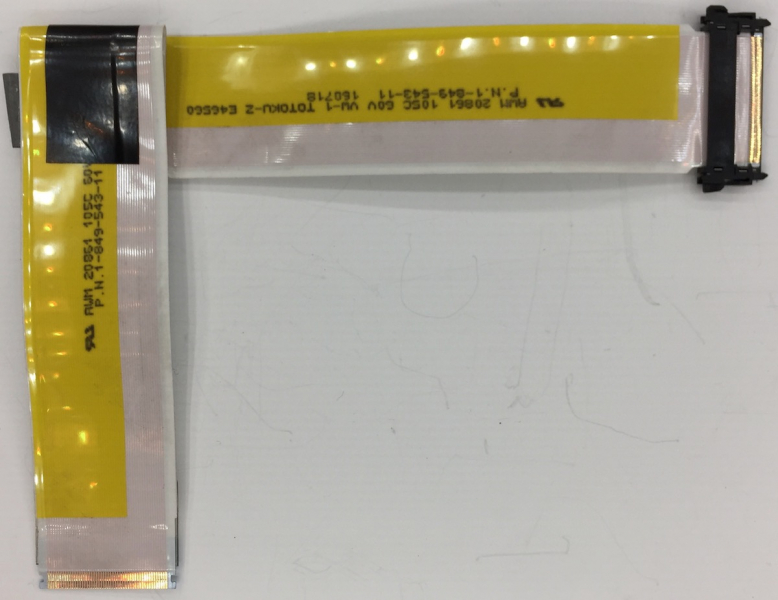 AWM 20861 105C 60V VW-1 TOTOKU-Z E46560
P.N.1-849-543-11 160718
AWM 20861 105C 60V
P.N.1-849-543-11